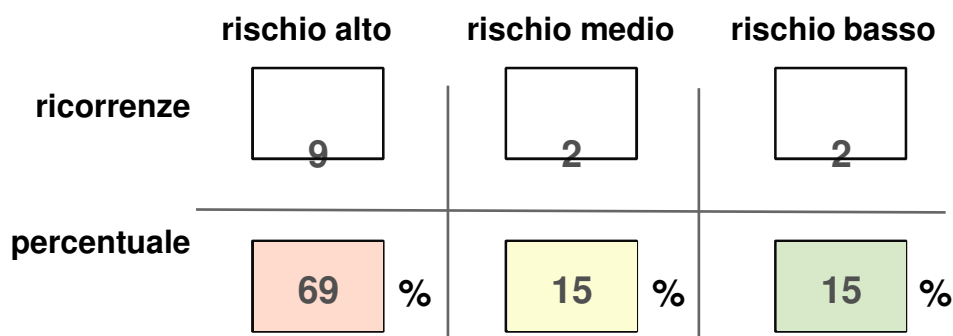 rischio alto rischio medio rischio basso
ricorrenze
9 2 2
percentuale
69 % 15 % 15 %